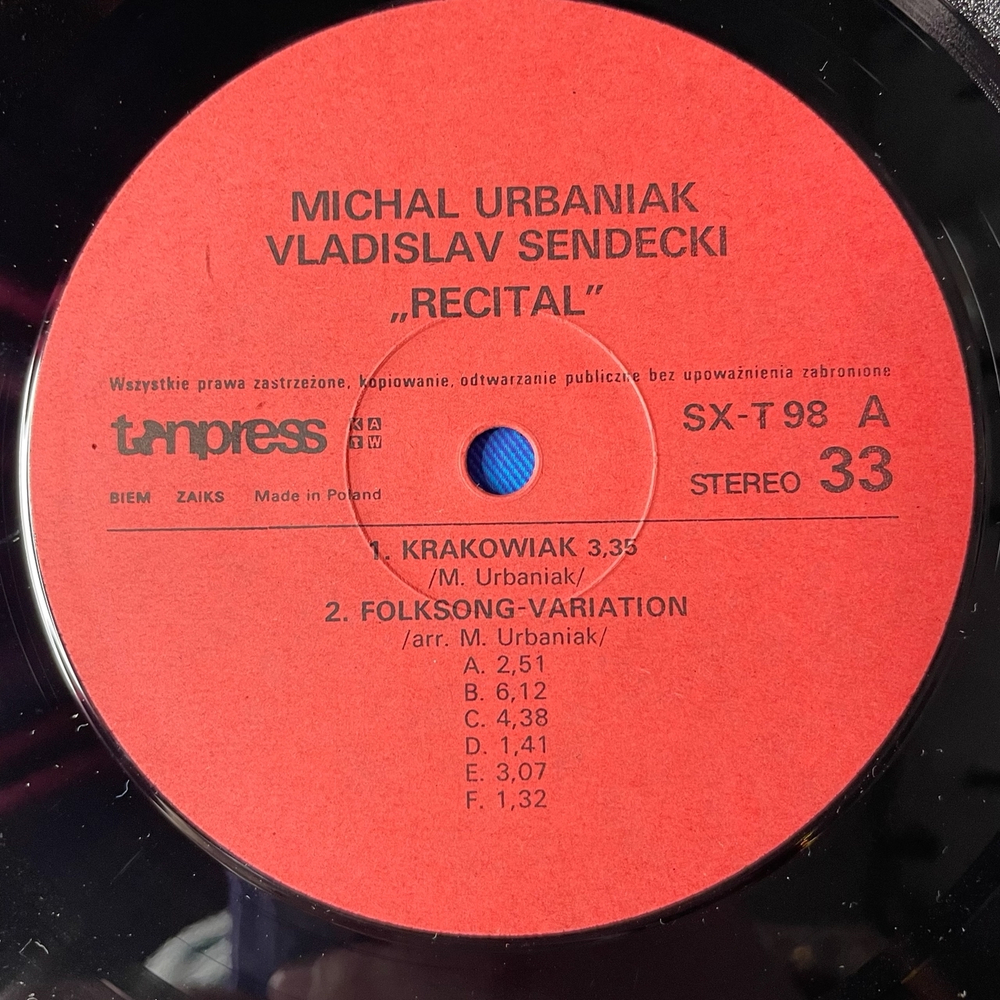 MICHAL URBANIAK
VLADISLAV SENDECKI
„RECITAL”
Wszystkie prawa zastrzeżone, kopiowanie, odtwarzanie publiczne bez upoważnienia zabronione
tonpress KA
TW
SX-T 98 A
STEREO 33
BIEM ZAIKS Made in Poland
1. KRAKOWIAK 3,35
/M. Urbaniak/
2. FOLKSONG-VARIATION
/arr. M. Urbaniak/
A. 2,51
B. 6,12
C. 4,38
D. 1,41
E. 3,07
F. 1,32